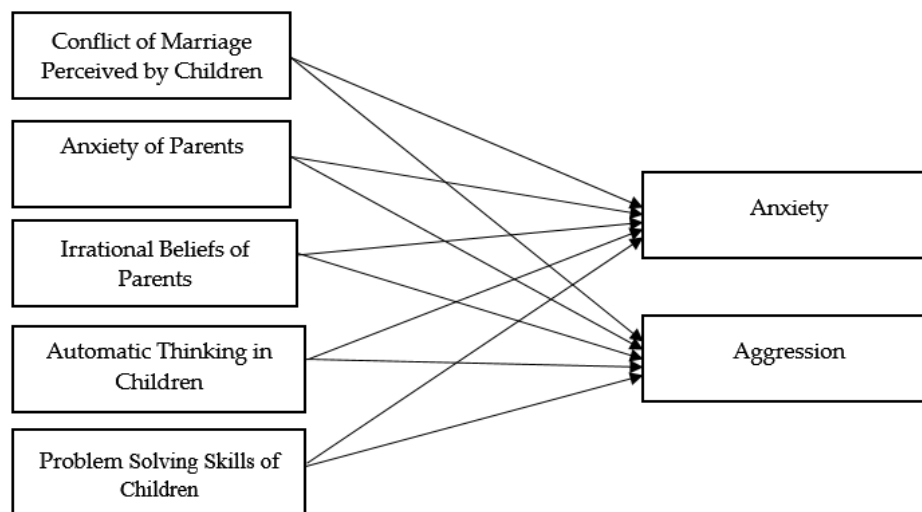 Conflict of Marriage
Perceived by Children
Anxiety of Parents
Irrational Beliefs of
Parents
Automatic Thinking in
Children
Problem Solving Skills of
Children
Anxiety
Aggression